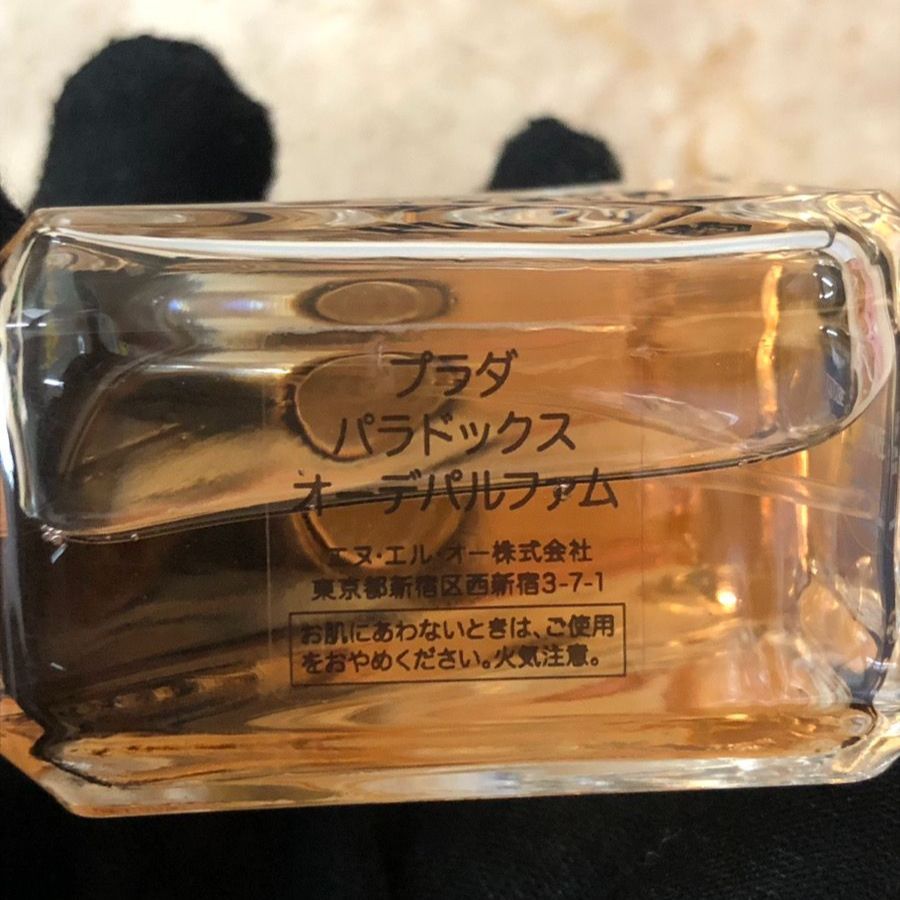 プラダ
パラドックス
オーデパルファム
エヌ・エル・オー株式会社
東京都新宿区西新宿3-7-1
お肌にあわないときは、ご使用
をおやめください。火気注意。